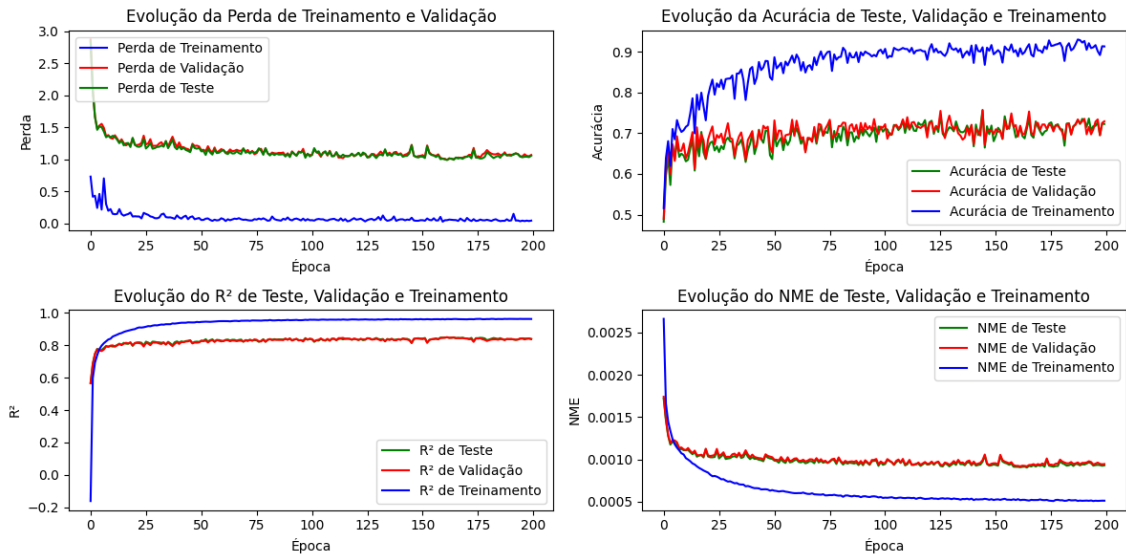 Evolução da Perda de Treinamento e Validação
3.0
2.5
2.0
1.5
1.0
0.5
0.0
Perda
Perda de Treinamento
Perda de Validação
Perda de Teste
0 25 50 75 100 125 150 175 200
Época
Evolução da Acurácia de Teste, Validação e Treinamento
0.9
0.8
0.7
0.6
0.5
Acurácia
Acurácia de Teste
Acurácia de Validação
Acurácia de Treinamento
0 25 50 75 100 125 150 175 200
Época
Evolução do R² de Teste, Validação e Treinamento
1.0
0.8
0.6
0.4
0.2
0.0
−0.2
R²
R² de Teste
R² de Validação
R² de Treinamento
0 25 50 75 100 125 150 175 200
Época
Evolução do NME de Teste, Validação e Treinamento
0.0025
0.0020
0.0015
0.0010
0.0005
NME
NME de Teste
NME de Validação
NME de Treinamento
0 25 50 75 100 125 150 175 200
Época